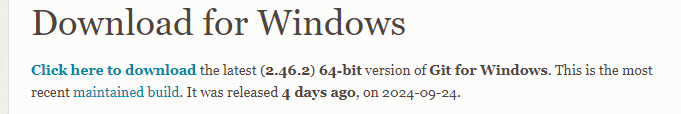 Download for Windows
Click here to download the latest (2.46.2) 64-bit version of Git for Windows. This is the most
recent maintained build. It was released 4 days ago, on 2024-09-24.